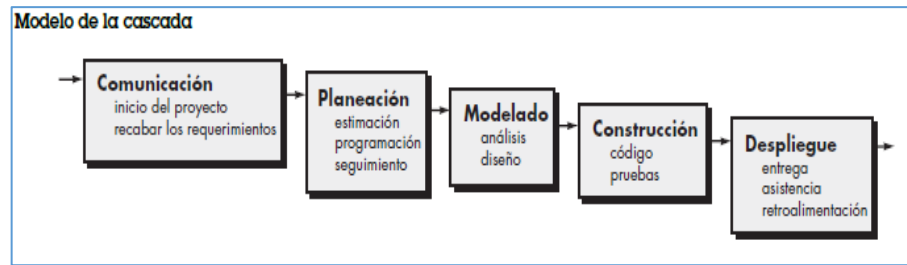 Modelo de la cascada
Comunicación
inicio del proyecto
recabar los requerimientos
Planeación
estimación
programación
seguimiento
Modelado
análisis
diseño
Construcción
código
pruebas
Despliegue
entrega
asistencia
retroalimentación